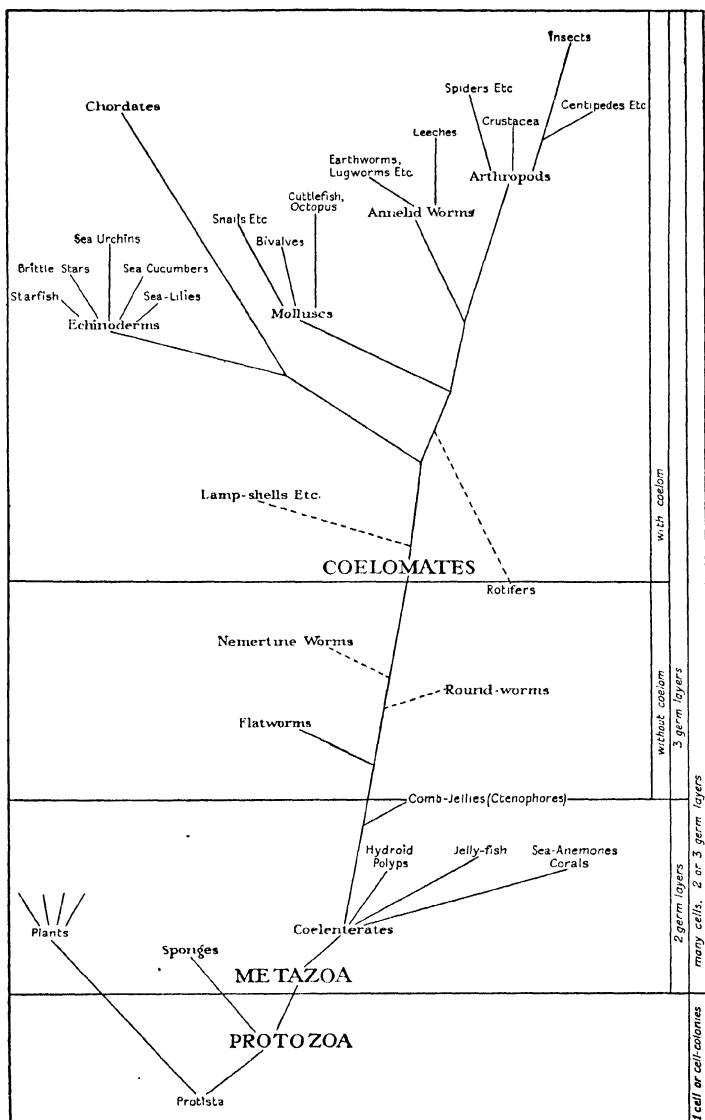 Insects
Spiders Etc
Centipedes Etc
Chordates
Crustacea
Leeches
Earthworms,
Lugworms Etc
Arthropods
Cuttlefish,
Octopus
Annelid Worms
Snails Etc
Bivalves
Sea Urchins
Brittle Stars
Sea Cucumbers
Starfish
Sea-Lilies
Molluscs
Echinoderms
Lamp-shells Etc.
with coelom
COELOMATES
Rotifers
Nemertine Worms
Round-worms
Flatworms
without coelom
3 germ layers
Comb-Jellies (Ctenophores)
Hydroid
Polyps
Jelly-fish
Sea-Anemones
Corals
many cells, 2 or 3 germ layers
2 germ layers
Plants
Coelenterates
Sponges
METAZOA
PROTOZOA
Protista
1 cell or cell-colonies